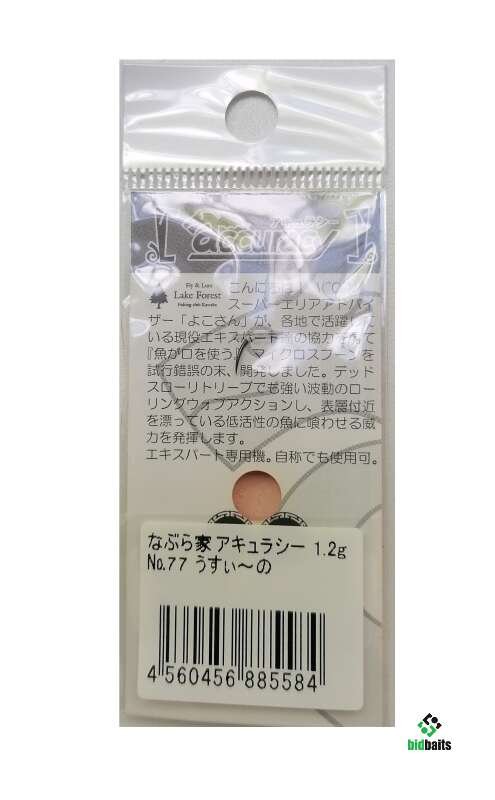 アキュラシー
accuracy
Fly & Lure
Lake Forest
こんに
スーパーエリアアドバイ
ザー「よこさん」が、各地で活躍して
いる現役エキスパート達の協力を
『魚が口を使う』マイクロスプーンを
試行錯誤の末、開発しました。デッド
スローリトリーブでも強い波動のロー
リングウォブアクションし、表層付近
を漂っている低活性の魚に喰わせる威
力を発揮します。
エキスパート専用機。自称でも使用可。
なぶら家 アキュラシー 1.2g
No.77 うすぃ〜の
4 560456 885584
bidbaits